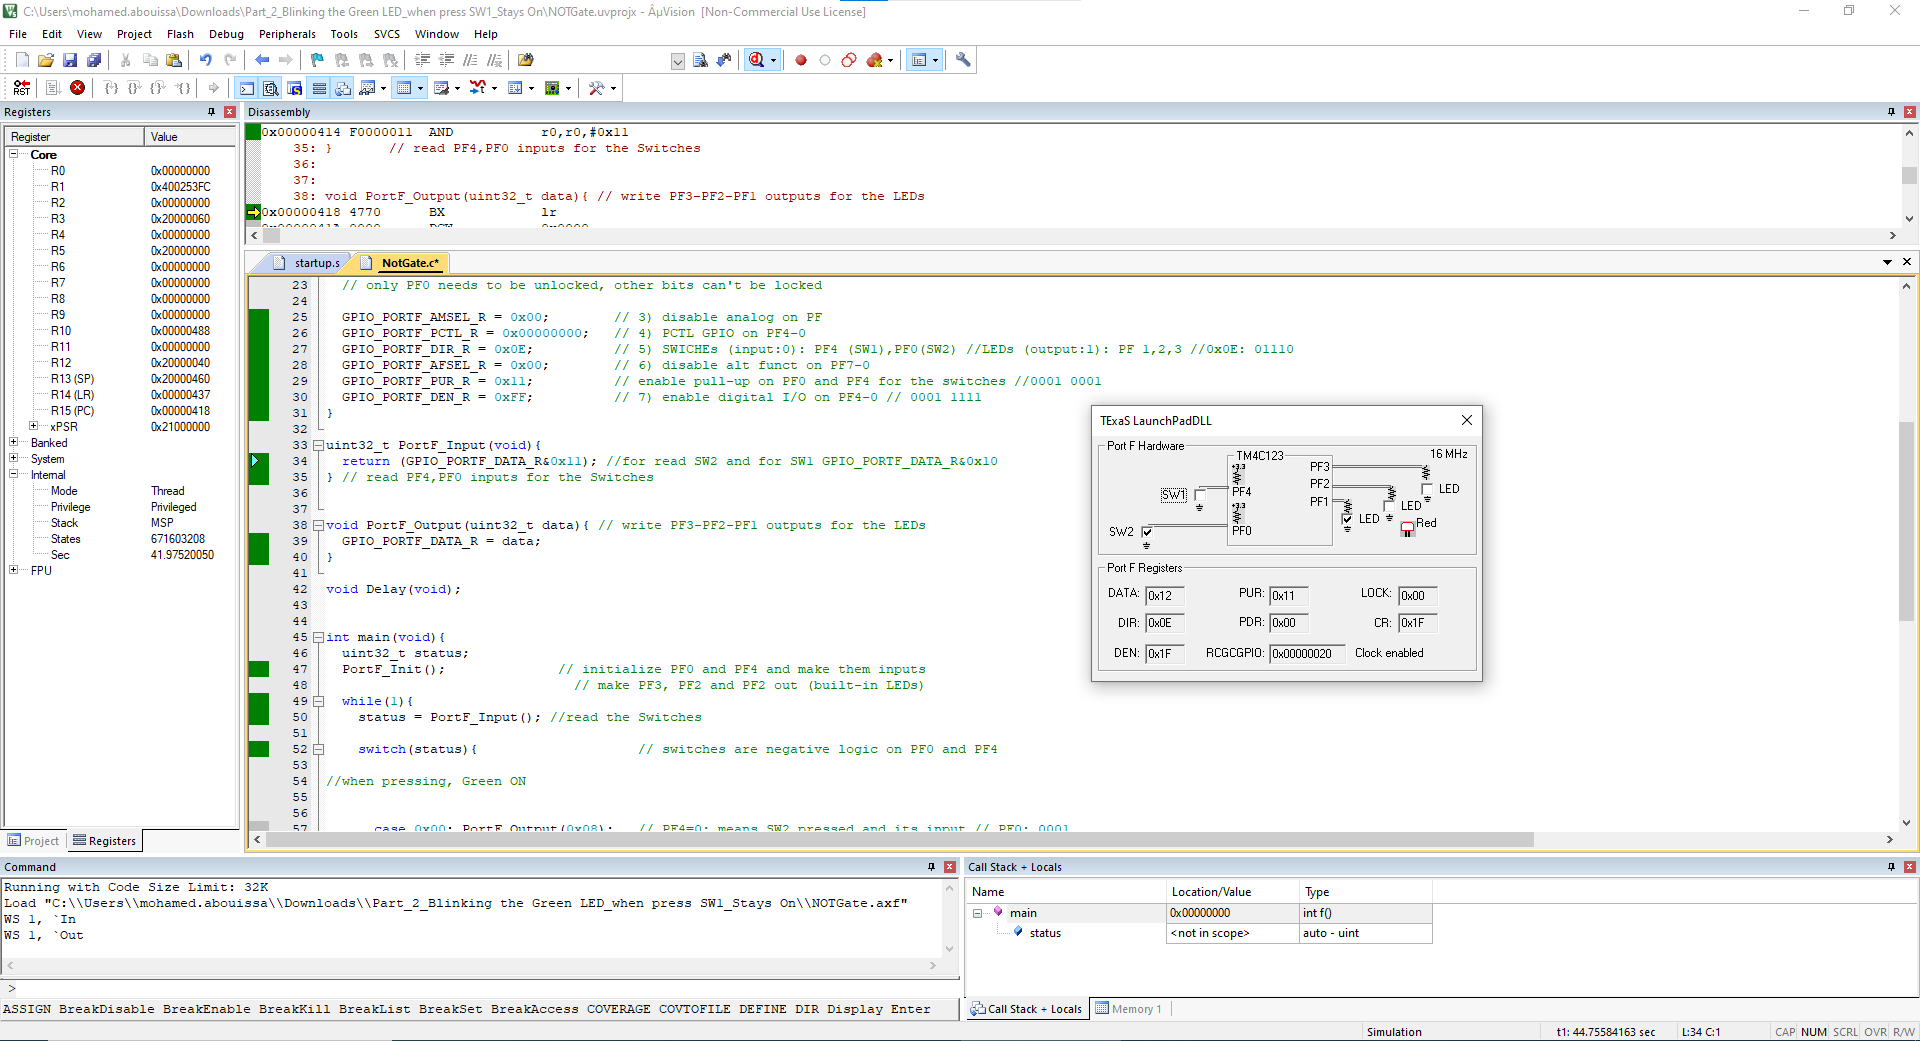 C:\Users\mohamed.abouissa\Downloads\Part_2_Blinking the Green LED_when press SW1_Stays On\NOTGate.uvprojx - ÂµVision  [Non-Commercial Use License]
File Edit View Project Flash Debug Peripherals Tools SVCS Window Help
Registers
Register Value
Core
R0 0x00000000
R1 0x400253FC
R2 0x00000000
R3 0x20000060
R4 0x00000000
R5 0x20000000
R6 0x00000000
R7 0x00000000
R8 0x00000000
R9 0x00000000
R10 0x00000488
R11 0x00000000
R12 0x20000040
R13 (SP) 0x20000460
R14 (LR) 0x00000437
R15 (PC) 0x00000418
xPSR 0x21000000
Banked
System
Internal
Mode Thread
Privilege Privileged
Stack MSP
States 671603208
Sec 41.97520050
FPU
Project Registers
Disassembly
0x00000414 F0000011 AND r0,r0,#0x11
35: } // read PF4,PF0 inputs for the Switches
36:
37:
38: void PortF_Output(uint32_t data){ // write PF3-PF2-PF1 outputs for the LEDs
0x00000418 4770 BX lr
0x0000041A 0000 DCW 0x0000
startup.s NotGate.c*
23 // only PF0 needs to be unlocked, other bits can't be locked
24
25 GPIO_PORTF_AMSEL_R = 0x00; // 3) disable analog on PF
26 GPIO_PORTF_PCTL_R = 0x00000000; // 4) PCTL GPIO on PF4-0
27 GPIO_PORTF_DIR_R = 0x0E; // 5) SWICHEs (input:0): PF4 (SW1),PF0(SW2) //LEDs (output:1): PF 1,2,3 //0x0E: 01110
28 GPIO_PORTF_AFSEL_R = 0x00; // 6) disable alt funct on PF7-0
29 GPIO_PORTF_PUR_R = 0x11; // enable pull-up on PF0 and PF4 for the switches //0001 0001
30 GPIO_PORTF_DEN_R = 0xFF; // 7) enable digital I/O on PF4-0 // 0001 1111
31 }
32
33 uint32_t PortF_Input(void){
34 return (GPIO_PORTF_DATA_R&0x11); //for read SW2 and for SW1 GPIO_PORTF_DATA_R&0x10
35 } // read PF4,PF0 inputs for the Switches
36
37
38 void PortF_Output(uint32_t data){ // write PF3-PF2-PF1 outputs for the LEDs
39 GPIO_PORTF_DATA_R = data;
40 }
41
42 void Delay(void);
43
44
45 int main(void){
46 uint32_t status;
47 PortF_Init(); // initialize PF0 and PF4 and make them inputs
48 // make PF3, PF2 and PF2 out (built-in LEDs)
49 while(1){
50 status = PortF_Input(); //read the Switches
51
52 switch(status){ // switches are negative logic on PF0 and PF4
53
54 //when pressing, Green ON
55
56
57 case 0x00: PortF_Output(0x08); // PF4=0: means SW2 pressed and its input // PF0: 0001
TExaS LaunchPadDLL
Port F Hardware
TM4C123 16 MHz
+3.3 PF3
SW1 PF4 PF2 LED
+3.3 PF1 LED
LED Red
SW2 PF0
Port F Registers
DATA: 0x12 PUR: 0x11 LOCK: 0x00
DIR: 0x0E PDR: 0x00 CR: 0x1F
DEN: 0x1F RCGCGPIO: 0x00000020 Clock enabled
Command
Running with Code Size Limit: 32K
Load "C:\\Users\\mohamed.abouissa\\Downloads\\Part_2_Blinking the Green LED_when press SW1_Stays On\\NOTGate.axf"
WS 1, `In
WS 1, `Out
>
ASSIGN BreakDisable BreakEnable BreakKill BreakList BreakSet BreakAccess COVERAGE COVTOFILE DEFINE DIR Display Enter
Call Stack + Locals
Name Location/Value Type
main 0x00000000 int f()
status <not in scope> auto - uint
Call Stack + Locals Memory 1
Simulation t1: 44.75584163 sec L:34 C:1 CAP NUM SCRL OVR R/W